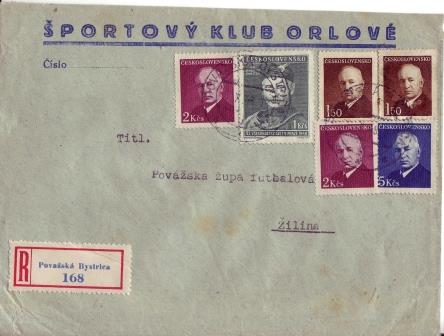 ŠPORTOVÝ KLUB ORLOVÉ
Číslo
ČESKOSLOVENSKO
2 Kčs
ČESKOSLOVENSKO
1 Kčs
ČESKOSLOVENSKO
1.50
ČESKOSLOVENSKO
1.50
ČESKOSLOVENSKO
2 Kčs
ČESKOSLOVENSKO
5 Kčs
Titl.
Považska župa futbalová
Žilina
R
Považská Bystrica
168